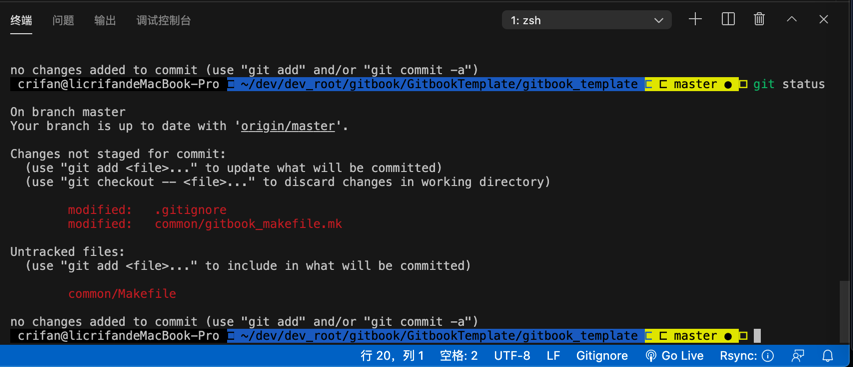 终端 问题 输出 调试控制台 1: zsh
no changes added to commit (use "git add" and/or "git commit -a")
crifan@licrifandeMacBook-Pro ~/dev/dev_root/gitbook/GitbookTemplate/gitbook_template master ● git status
On branch master
Your branch is up to date with 'origin/master'.
Changes not staged for commit:
(use "git add <file>..." to update what will be committed)
(use "git checkout -- <file>..." to discard changes in working directory)
modified: .gitignore
modified: common/gitbook_makefile.mk
Untracked files:
(use "git add <file>..." to include in what will be committed)
common/Makefile
no changes added to commit (use "git add" and/or "git commit -a")
crifan@licrifandeMacBook-Pro ~/dev/dev_root/gitbook/GitbookTemplate/gitbook_template master ●
行 20，列 1 空格: 2 UTF-8 LF Gitignore Go Live Rsync: